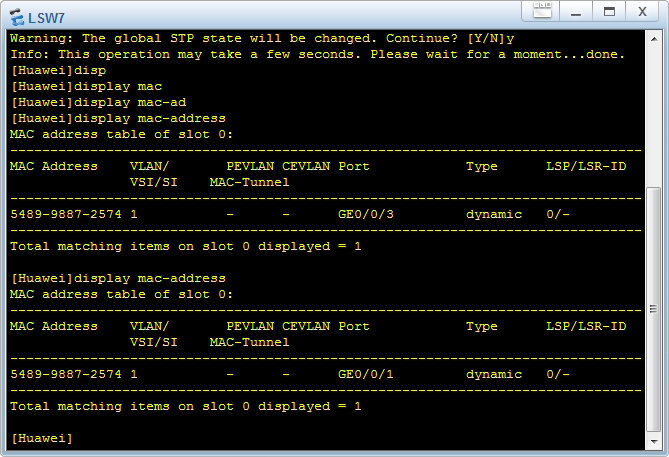 LSW7
Warning: The global STP state will be changed. Continue? [Y/N]y
Info: This operation may take a few seconds. Please wait for a moment...done.
[Huawei]disp
[Huawei]display mac
[Huawei]display mac-ad
[Huawei]display mac-address
MAC address table of slot 0:
-------------------------------------------------------------------------------
MAC Address    VLAN/       PEVLAN CEVLAN Port            Type      LSP/LSR-ID
               VSI/SI    MAC-Tunnel
-------------------------------------------------------------------------------
5489-9887-2574 1           -      -      GE0/0/3         dynamic   0/-
-------------------------------------------------------------------------------
Total matching items on slot 0 displayed = 1

[Huawei]display mac-address
MAC address table of slot 0:
-------------------------------------------------------------------------------
MAC Address    VLAN/       PEVLAN CEVLAN Port            Type      LSP/LSR-ID
               VSI/SI    MAC-Tunnel
-------------------------------------------------------------------------------
5489-9887-2574 1           -      -      GE0/0/1         dynamic   0/-
-------------------------------------------------------------------------------
Total matching items on slot 0 displayed = 1

[Huawei]